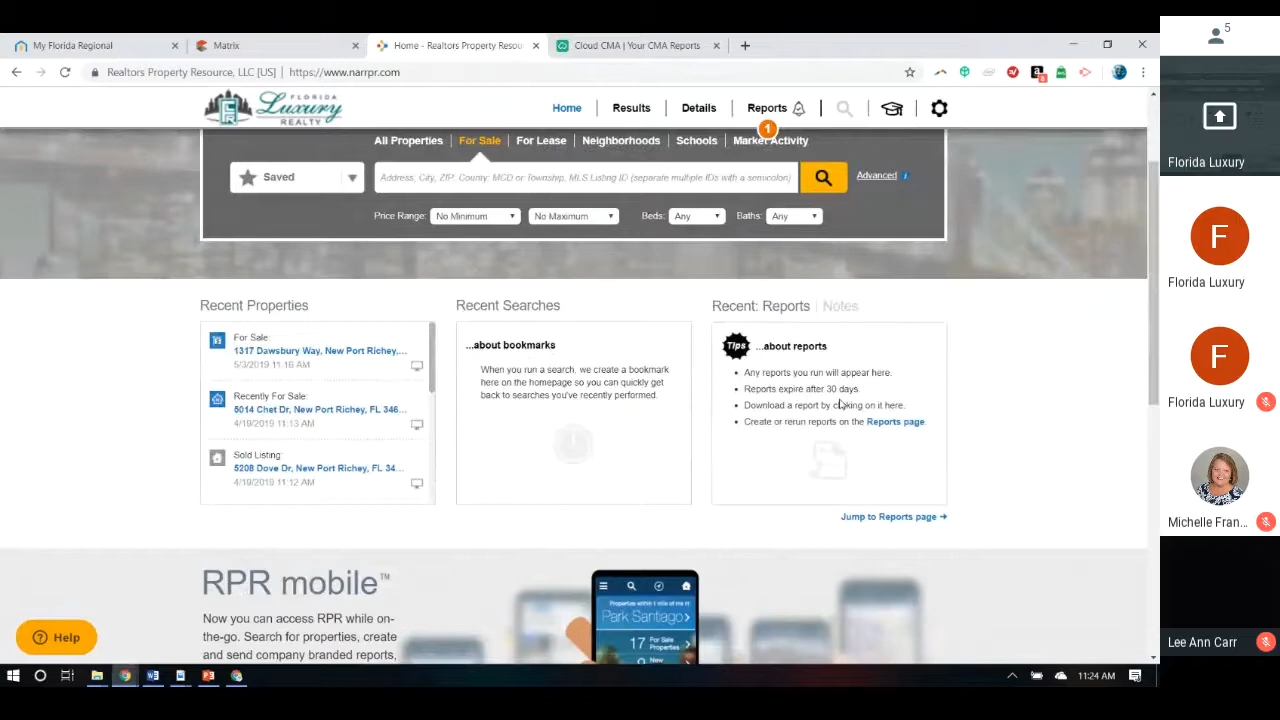 My Florida Regional
Matrix
Home - Realtors Property Resou
Cloud CMA | Your CMA Reports
5
Realtors Property Resource, LLC [US] | https://www.narrpr.com
FLORIDA
Luxury
REALTY
Home
Results
Details
Reports
1
All Properties
For Sale
For Lease
Neighborhoods
Schools
Market Activity
Saved
Address, City, ZIP, County, MCD or Township, MLS Listing ID (separate multiple IDs with a semicolon)
Advanced
Price Range:
No Minimum
No Maximum
Beds:
Any
Baths:
Any
Recent Properties
For Sale:
1317 Dawsbury Way, New Port Richey,...
5/3/2019 11:16 AM
Recently For Sale:
5014 Chet Dr, New Port Richey, FL 346...
4/19/2019 11:13 AM
Sold Listing:
5208 Dove Dr, New Port Richey, FL 34...
4/19/2019 11:12 AM
Recent Searches
...about bookmarks
When you run a search, we create a bookmark
here on the homepage so you can quickly get
back to searches you've recently performed.
Recent: Reports
Notes
Tips
...about reports
Any reports you run will appear here.
Reports expire after 30 days.
Download a report by clicking on it here.
Create or rerun reports on the Reports page.
Jump to Reports page
RPR mobile™
Now you can access RPR while on-
the-go. Search for properties, create
and send company branded reports,
Properties within 1 mile of me in
Park Santiago
17
For Sale
Properties
New
Help
11:24 AM
Florida Luxury
F
Florida Luxury
F
Florida Luxury
Michelle Fran...
Lee Ann Carr